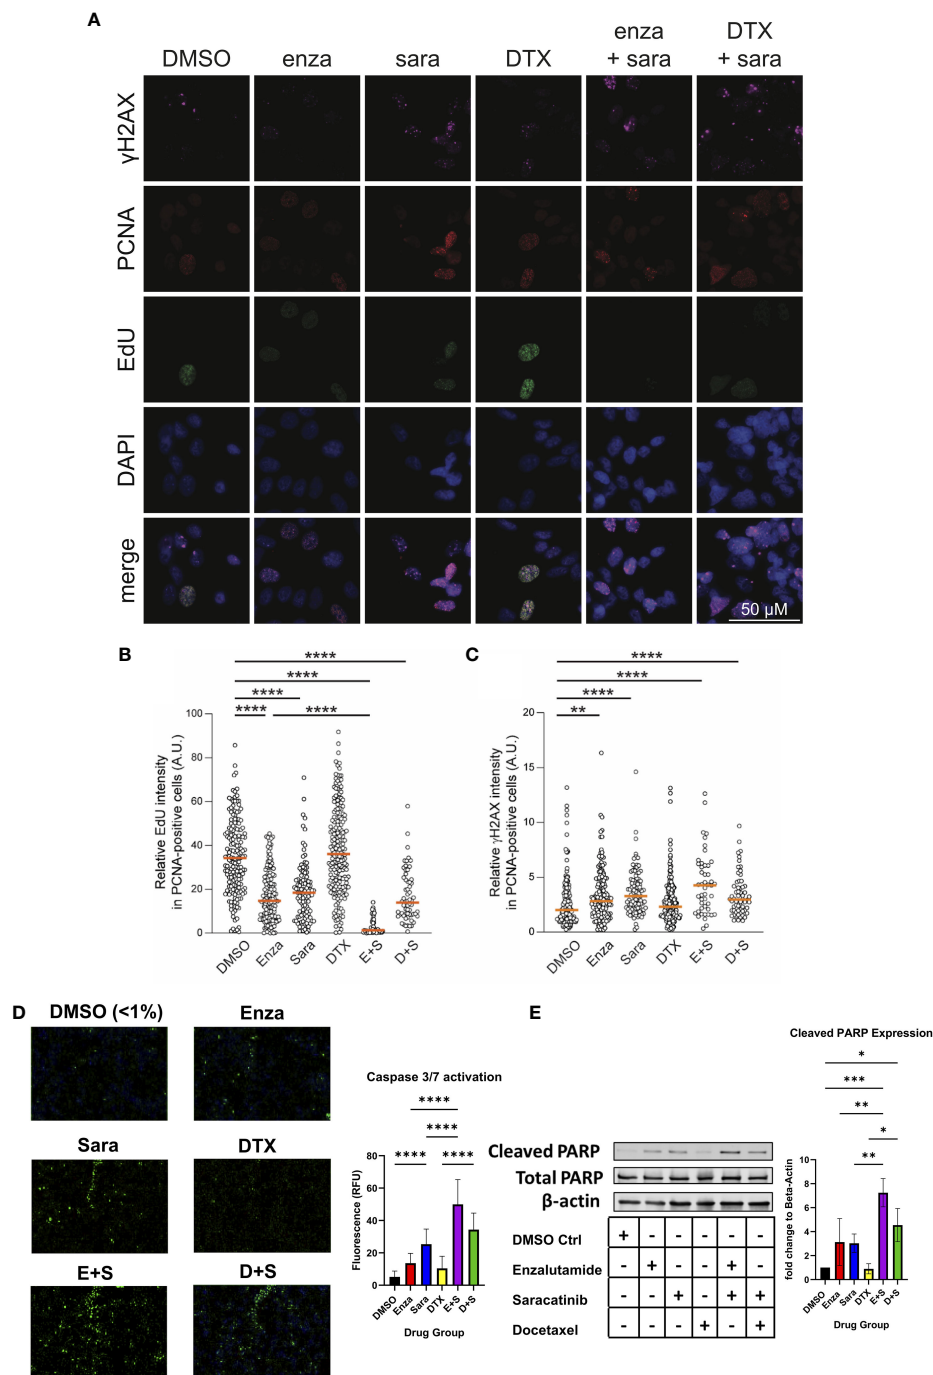 A
DMSO
enza
sara
DTX
enza
+ sara
DTX
+ sara
γH2AX
PCNA
EdU
DAPI
merge
50 μM
B
****
****
****
**** ****
Relative EdU intensity
in PCNA-positive cells (A.U.)
100
80
60
40
20
0
DMSO
Enza
Sara
DTX
E+S
D+S
C
****
****
****
**
Relative γH2AX intensity
in PCNA-positive cells (A.U.)
20
15
10
5
0
DMSO
Enza
Sara
DTX
E+S
D+S
D
DMSO (<1%)
Enza
Sara
DTX
E+S
D+S
Caspase 3/7 activation
****
****
**** ****
Fluorescence (RFU)
80
60
40
20
0
DMSO
Enza
Sara
DTX
E+S
D+S
Drug Group
E
Cleaved PARP
Total PARP
β-actin
DMSO Ctrl + - - - - -
Enzalutamide - + - - + -
Saracatinib - - + - + +
Docetaxel - - - + - +
Cleaved PARP Expression
*
***
**
*
**
fold change to Beta-Actin
10
8
6
4
2
0
DMSO
Enza
Sara
DTX
E+S
D+S
Drug Group